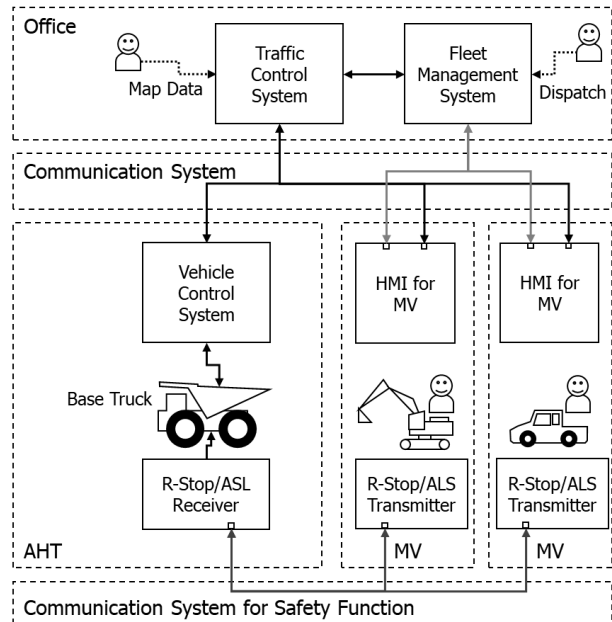 Office
Traffic
Control
System
Fleet
Management
System
Map Data
Dispatch
Communication System
Vehicle
Control
System
HMI for
MV
HMI for
MV
Base Truck
R-Stop/ASL
Receiver
R-Stop/ALS
Transmitter
R-Stop/ALS
Transmitter
AHT
MV
MV
Communication System for Safety Function